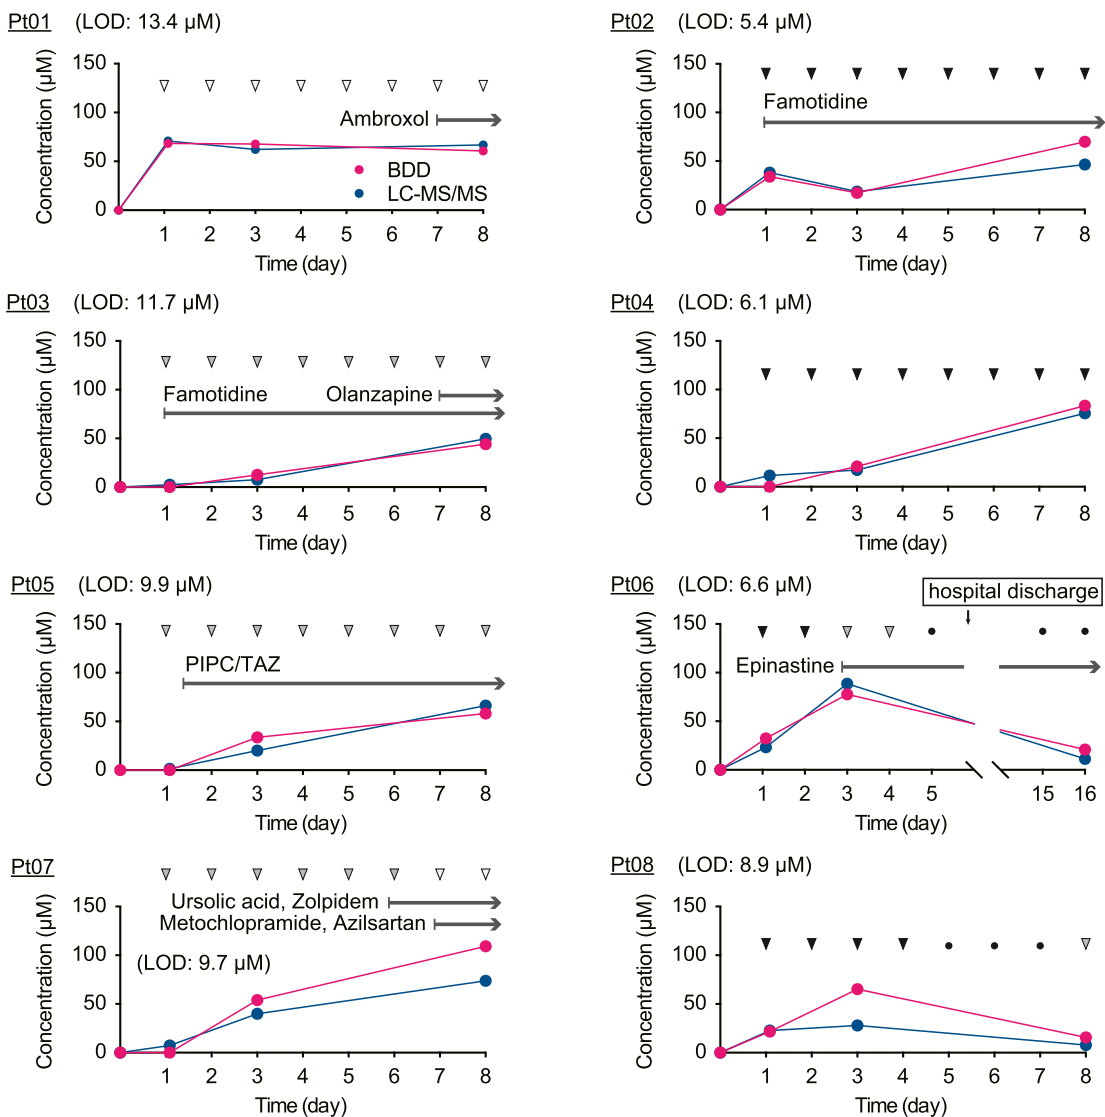 Pt01 (LOD: 13.4 µM)
Concentration (µM)
150
100
50
0
Ambroxol
BDD
LC-MS/MS
1 2 3 4 5 6 7 8
Time (day)
Pt02 (LOD: 5.4 µM)
Concentration (µM)
150
100
50
0
Famotidine
1 2 3 4 5 6 7 8
Time (day)
Pt03 (LOD: 11.7 µM)
Concentration (µM)
150
100
50
0
Famotidine Olanzapine
1 2 3 4 5 6 7 8
Time (day)
Pt04 (LOD: 6.1 µM)
Concentration (µM)
150
100
50
0
1 2 3 4 5 6 7 8
Time (day)
Pt05 (LOD: 9.9 µM)
Concentration (µM)
150
100
50
0
PIPC/TAZ
1 2 3 4 5 6 7 8
Time (day)
Pt06 (LOD: 6.6 µM)
hospital discharge
Concentration (µM)
150
100
50
0
Epinastine
1 2 3 5 15 16
Time (day)
Pt07
Concentration (µM)
150
100
50
0
Ursolic acid, Zolpidem
Metochlopramide, Azilsartan
(LOD: 9.7 µM)
1 2 3 4 5 6 7 8
Time (day)
Pt08 (LOD: 8.9 µM)
Concentration (µM)
150
100
50
0
1 2 3 4 5 6 7 8
Time (day)